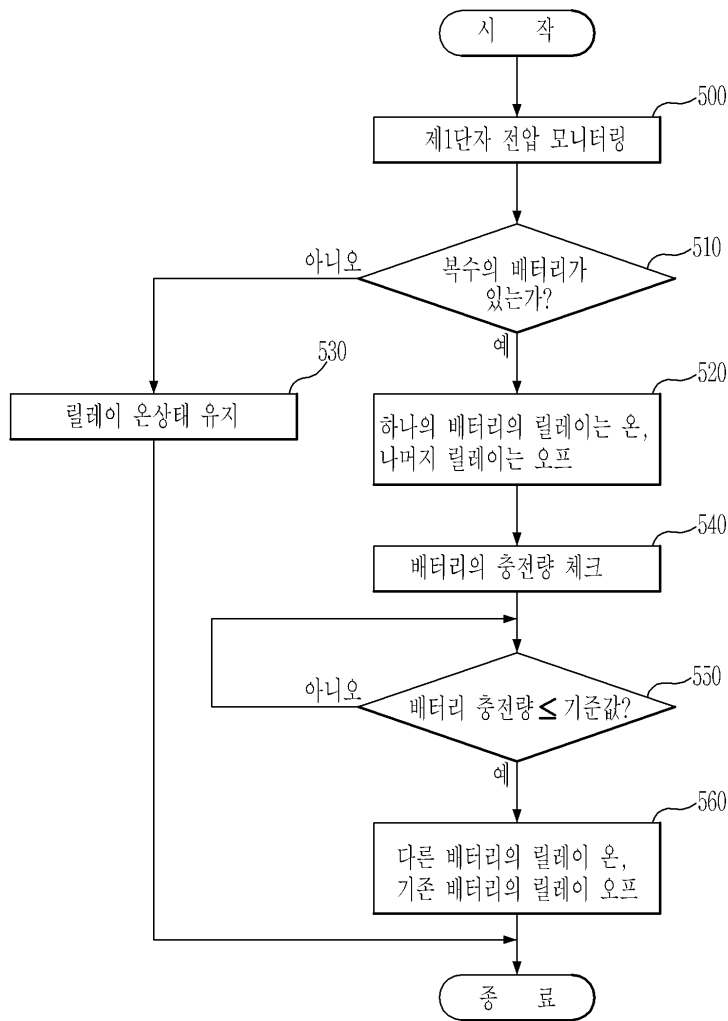 시 작
500
제1단자 전압 모니터링
510
아니오
복수의 배터리가
있는가?
예
530
릴레이 온상태 유지
520
하나의 배터리의 릴레이는 온,
나머지 릴레이는 오프
540
배터리의 충전량 체크
550
아니오
배터리 충전량 ≤ 기준값?
예
560
다른 배터리의 릴레이 온,
기존 배터리의 릴레이 오프
종 료